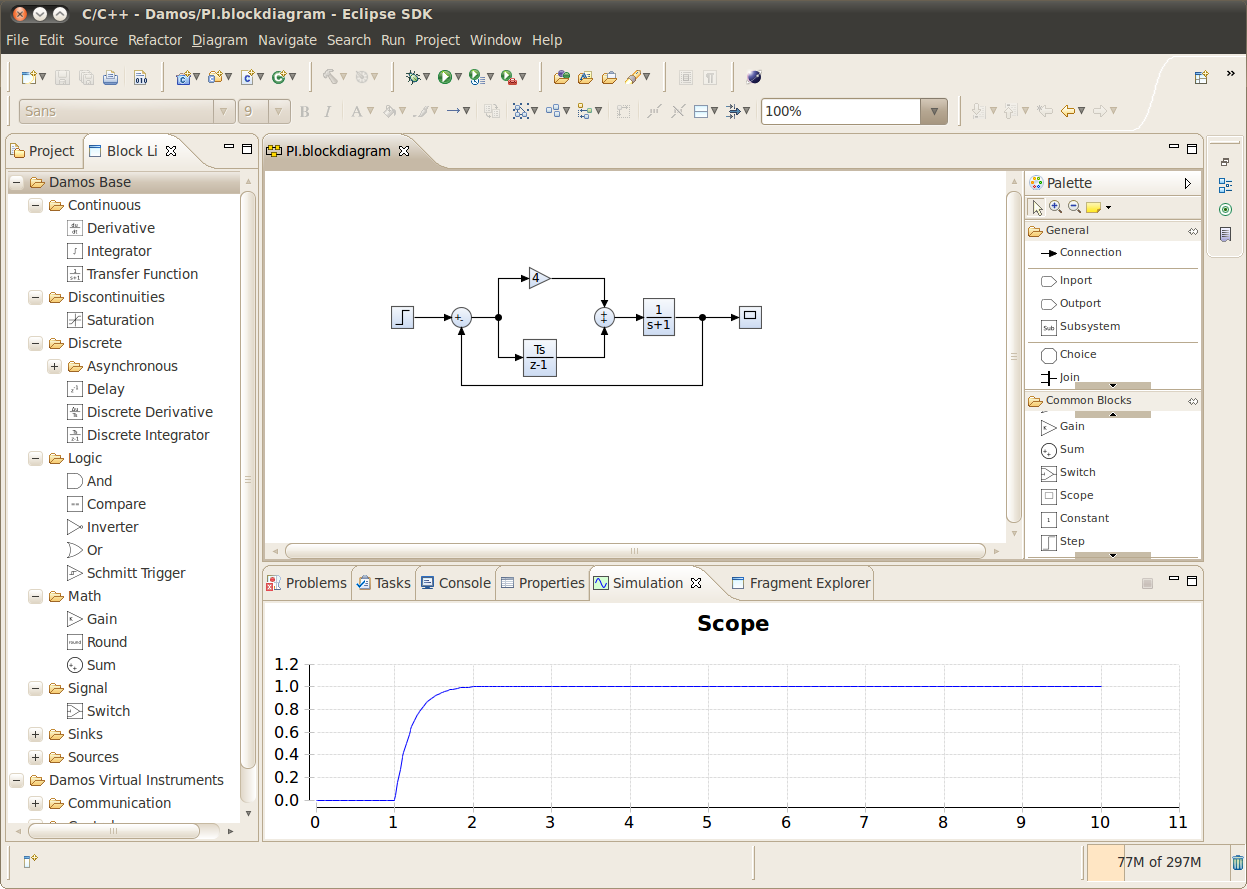 C/C++ - Damos/PI.blockdiagram - Eclipse SDK
File Edit Source Refactor Diagram Navigate Search Run Project Window Help
010
Sans 9 B I A 100%
Project Block Li
Damos Base
Continuous
Derivative
Integrator
Transfer Function
Discontinuities
Saturation
Discrete
Asynchronous
Delay
Discrete Derivative
Discrete Integrator
Logic
And
Compare
Inverter
Or
Schmitt Trigger
Math
Gain
Round
Sum
Signal
Switch
Sinks
Sources
Damos Virtual Instruments
Communication
PI.blockdiagram
4
+-
++
1
s+1
Ts
z-1
Palette
General
Connection
Inport
Outport
Sub Subsystem
Choice
Join
Common Blocks
Gain
Sum
Switch
Scope
1 Constant
Step
Problems Tasks Console Properties Simulation Fragment Explorer
Scope
1.2
1.0
0.8
0.6
0.4
0.2
0.0
0 1 2 3 4 5 6 7 8 9 10 11
77M of 297M